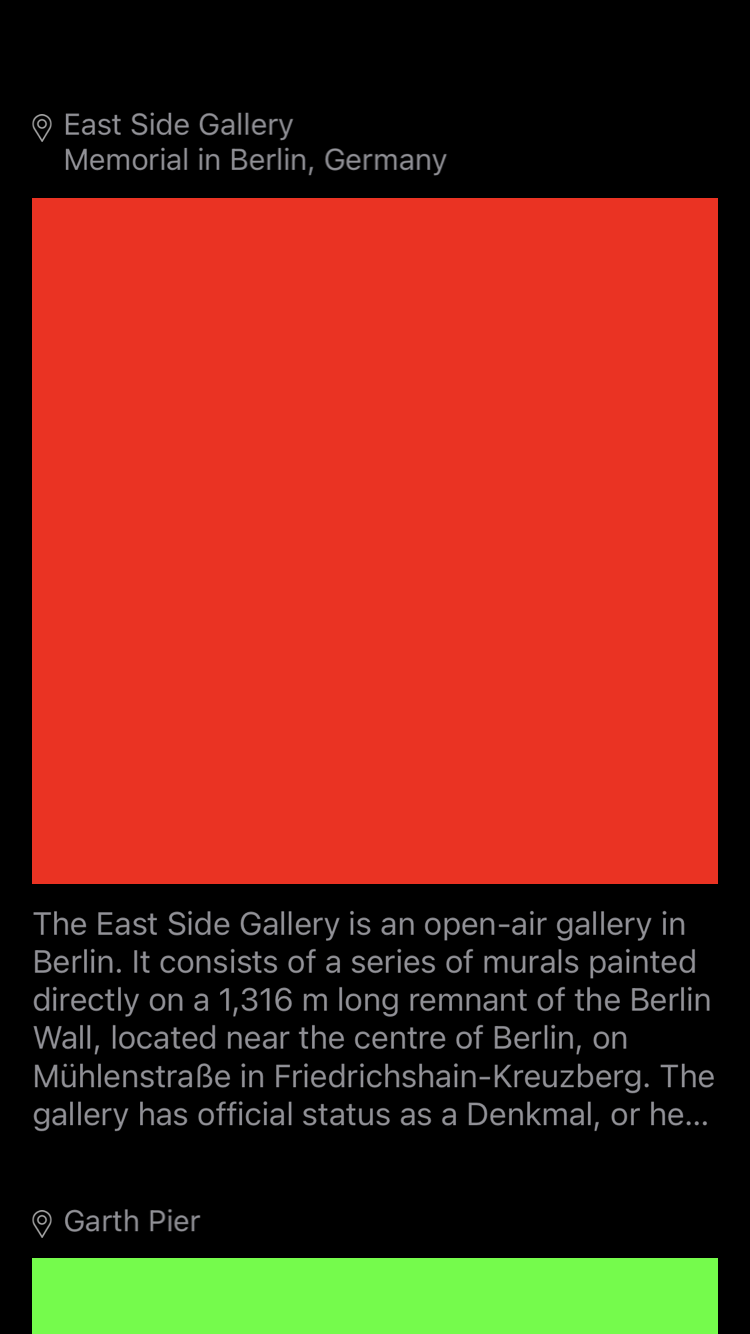 East Side Gallery
Memorial in Berlin, Germany
The East Side Gallery is an open-air gallery in
Berlin. It consists of a series of murals painted
directly on a 1,316 m long remnant of the Berlin
Wall, located near the centre of Berlin, on
Mühlenstraße in Friedrichshain-Kreuzberg. The
gallery has official status as a Denkmal, or he...
Garth Pier